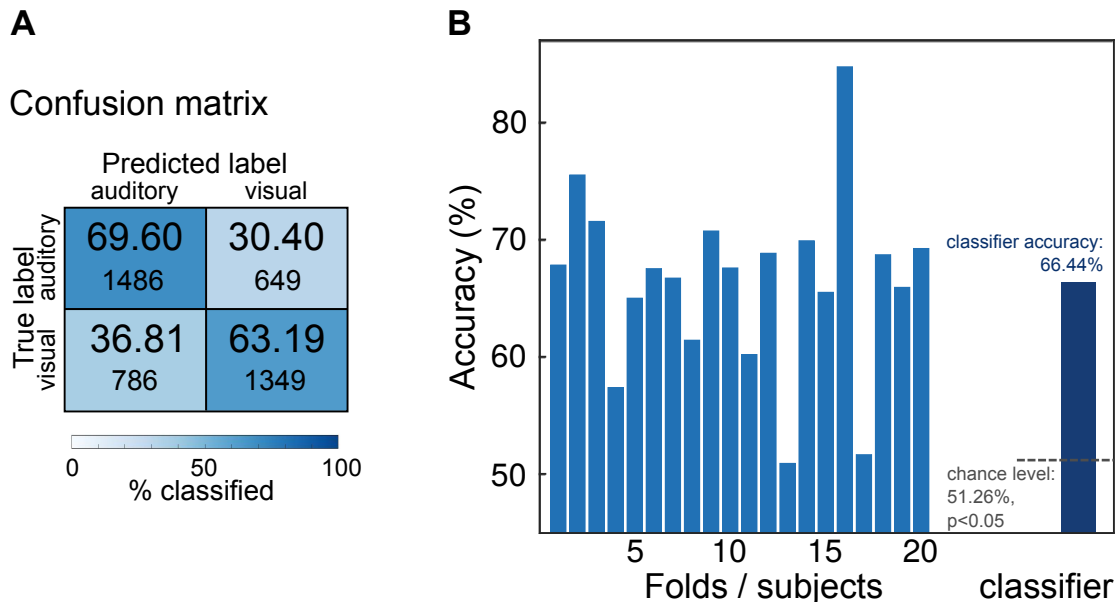 A
Confusion matrix
Predicted label
auditory visual
True label
auditory
visual
69.60 30.40
1486 649
36.81 63.19
786 1349
0 50 100
% classified
B
Accuracy (%)
80
70
60
50
classifier accuracy:
66.44%
chance level:
51.26%,
p<0.05
5 10 15 20
Folds / subjects
classifier